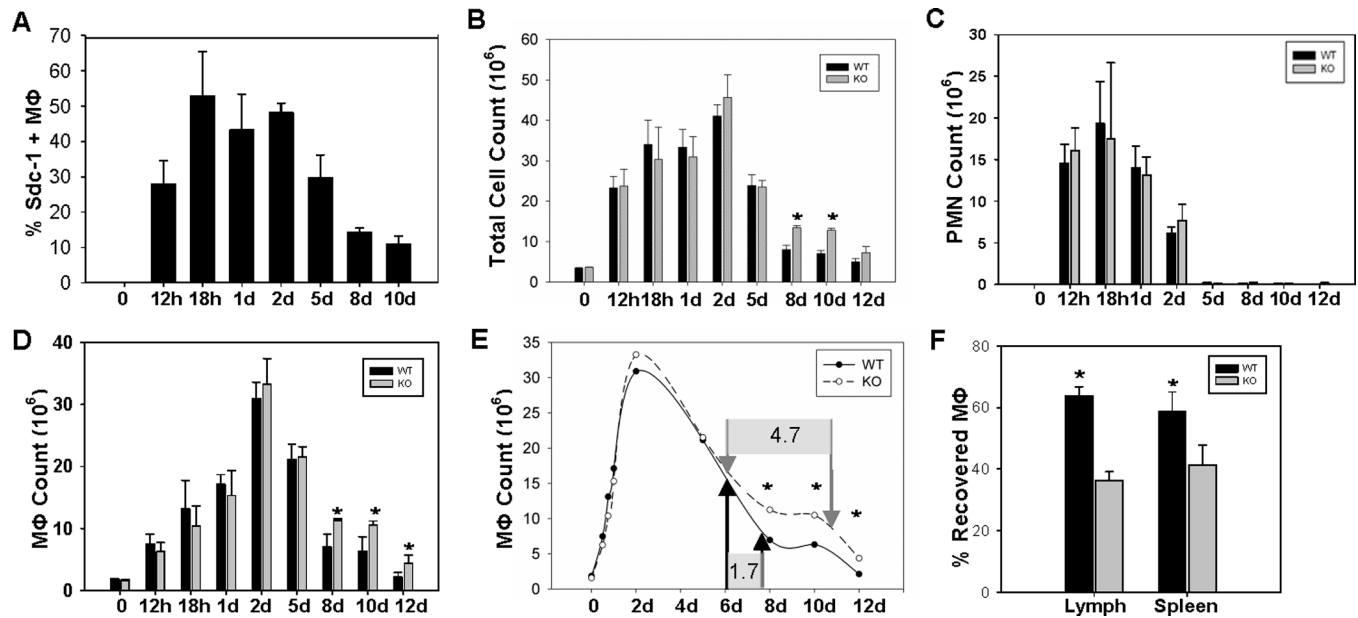 A
% Sdc-1 + MΦ
70
60
50
40
30
20
10
0
0 12h 18h 1d 2d 5d 8d 10d
B
Total Cell Count (10⁶)
60
50
40
30
20
10
0
WT
KO
* *
0 12h 18h 1d 2d 5d 8d 10d 12d
C
PMN Count (10⁶)
30
25
20
15
10
5
0
WT
KO
0 12h 18h 1d 2d 5d 8d 10d 12d
D
MΦ Count (10⁶)
40
30
20
10
0
WT
KO
* * *
0 12h 18h 1d 2d 5d 8d 10d 12d
E
MΦ Count (10⁶)
35
30
25
20
15
10
5
0
WT
KO
4.7
* * *
1.7
0 2d 4d 6d 8d 10d 12d
F
% Recovered MΦ
80
60
40
20
0
WT
KO
* *
Lymph Spleen